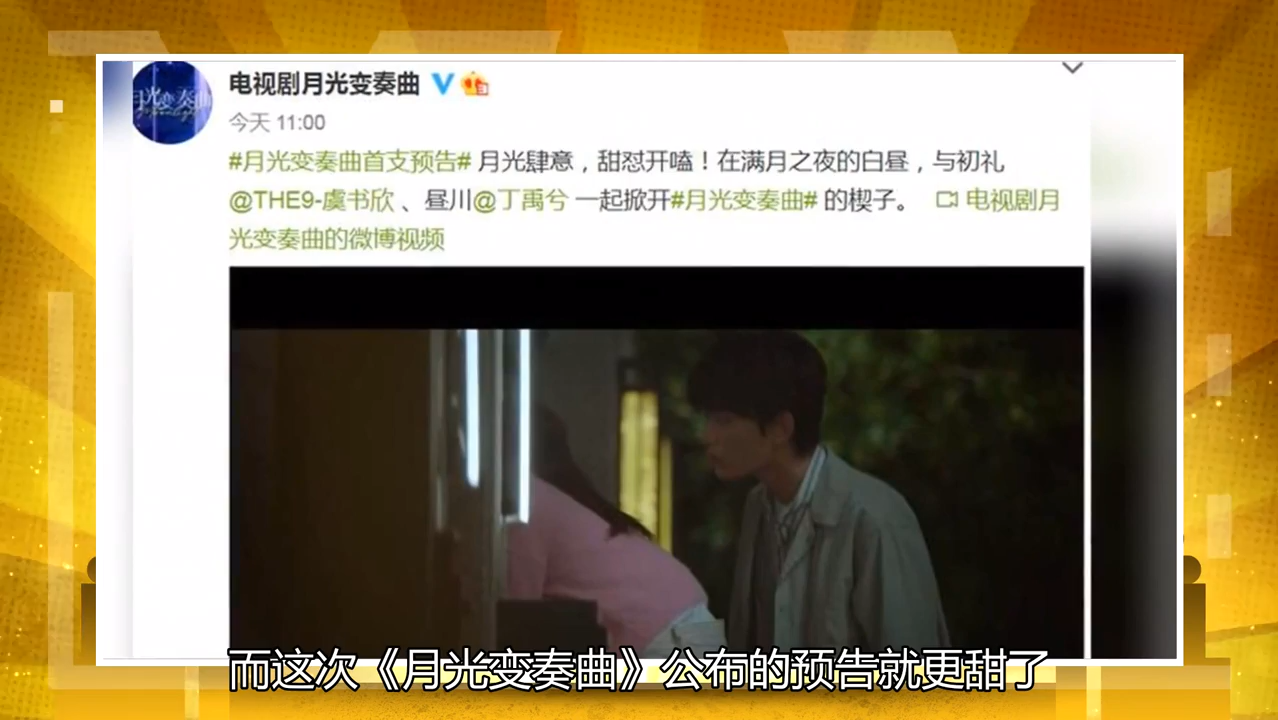 月光变奏曲
电视剧月光变奏曲
今天 11:00
#月光变奏曲首支预告# 月光肆意，甜怼开嗑！在满月之夜的白昼，与初礼
@THE9-虞书欣 、昼川@丁禹兮 一起掀开#月光变奏曲# 的楔子。 电视剧月
光变奏曲的微博视频
而这次《月光变奏曲》公布的预告就更甜了